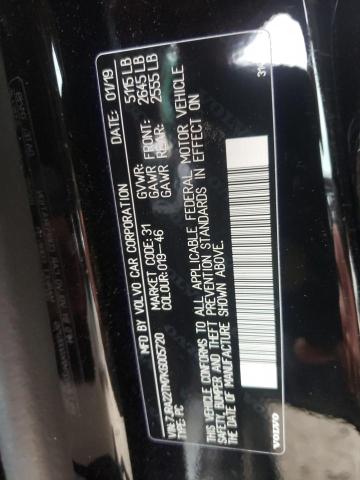 MFD BY VOLVO CAR CORPORATION DATE: 01/19
GVWR: 5115 LB
MARKET CODE: 31 GAWR FRONT: 2645 LB
COLOUR: 019-46 GAWR REAR: 2555 LB
TYPE: PC
THIS VEHICLE CONFORMS TO ALL APPLICABLE FEDERAL MOTOR VEHICLE
SAFETY, BUMPER AND THEFT PREVENTION STANDARDS IN EFFECT ON
THE DATE OF MANUFACTURE SHOWN ABOVE.
VOLVO